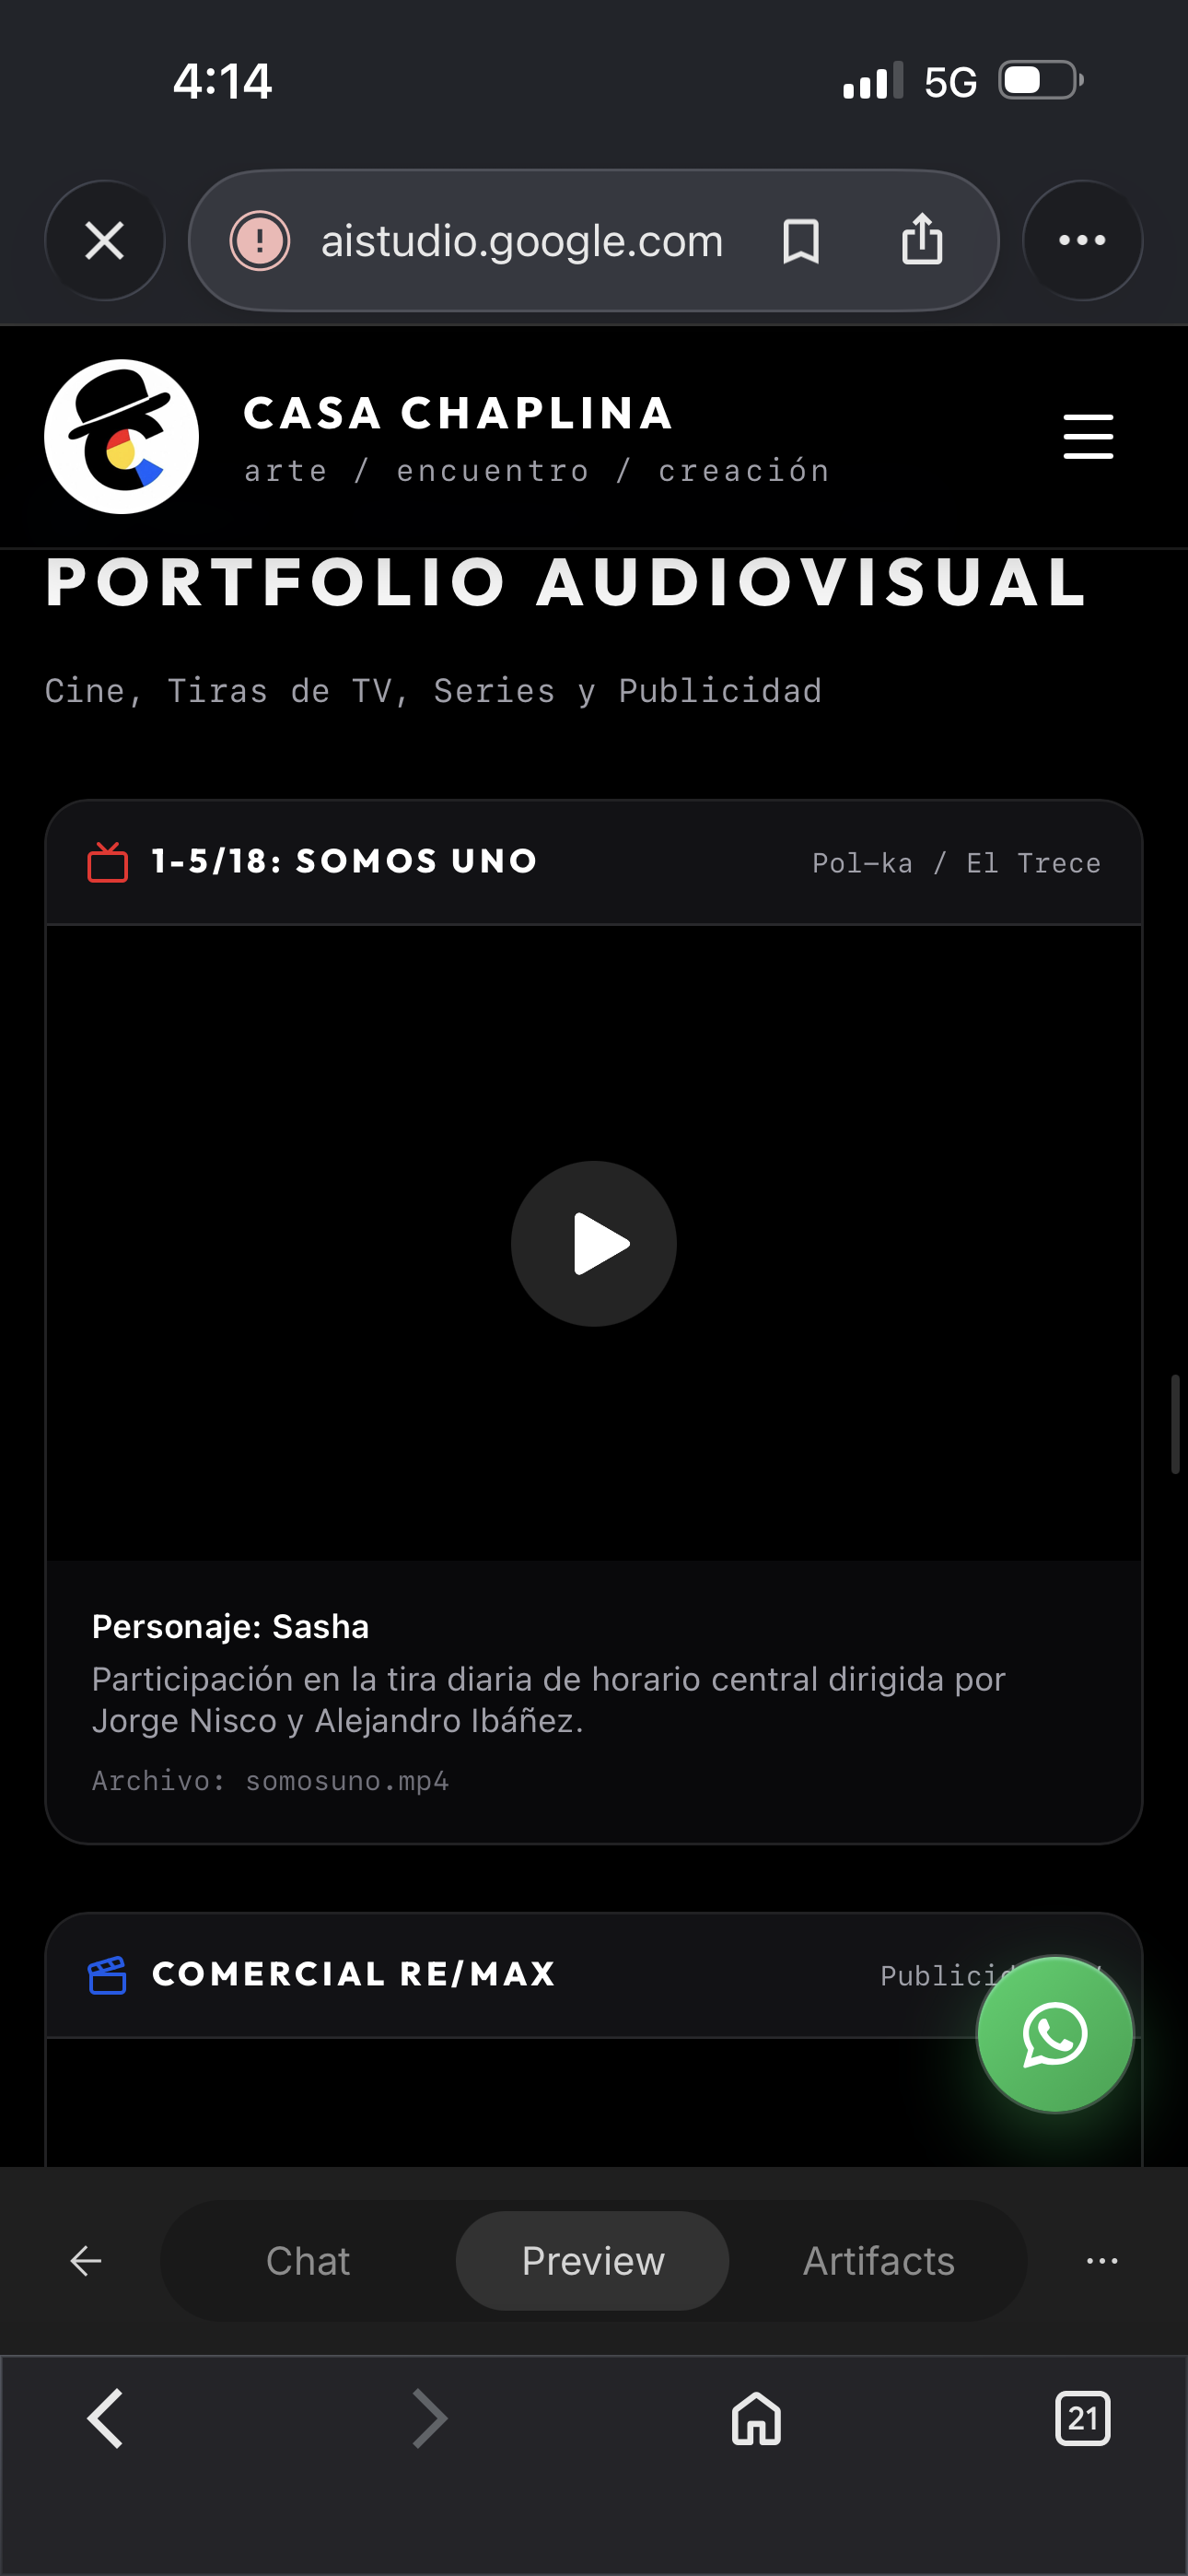 4:14
5G
aistudio.google.com
CASA CHAPLINA
arte / encuentro / creación
PORTFOLIO AUDIOVISUAL
Cine, Tiras de TV, Series y Publicidad
1-5/18: SOMOS UNO
Pol-ka / El Trece
Personaje: Sasha
Participación en la tira diaria de horario central dirigida por
Jorge Nisco y Alejandro Ibáñez.
Archivo: somosuno.mp4
COMERCIAL RE/MAX
Chat
Preview
Artifacts
21